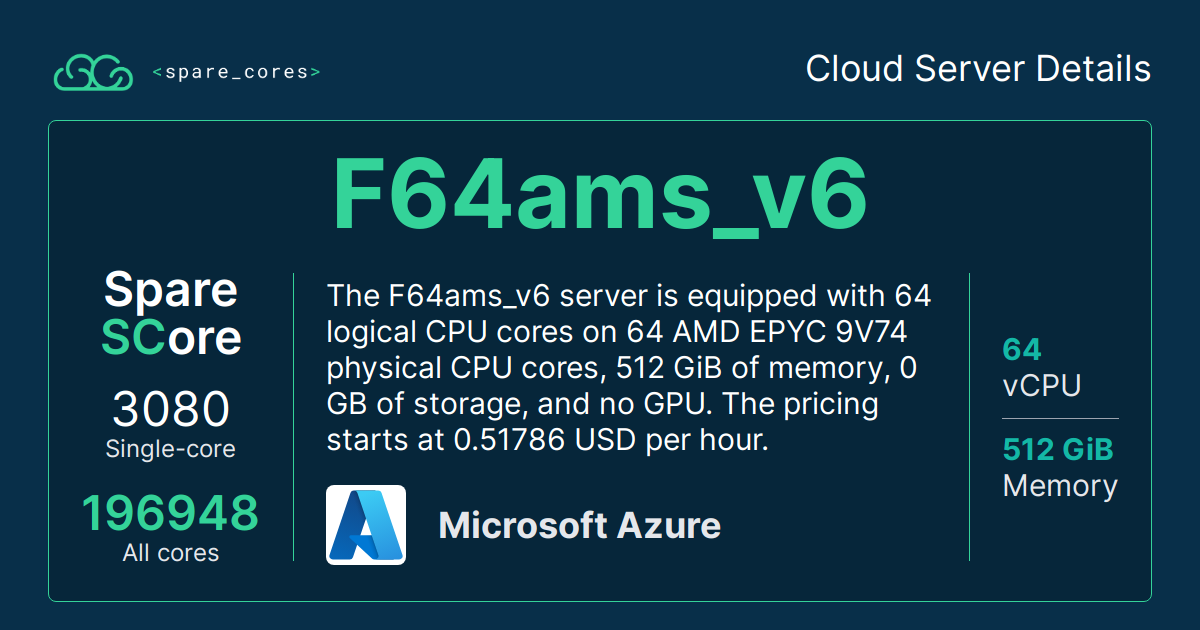 <spare_cores>
Cloud Server Details
F64ams_v6
Spare
SCore
3080
Single-core
196948
All cores
The F64ams_v6 server is equipped with 64
logical CPU cores on 64 AMD EPYC 9V74
physical CPU cores, 512 GiB of memory, 0
GB of storage, and no GPU. The pricing
starts at 0.51786 USD per hour.
Microsoft Azure
64
vCPU
512 GiB
Memory